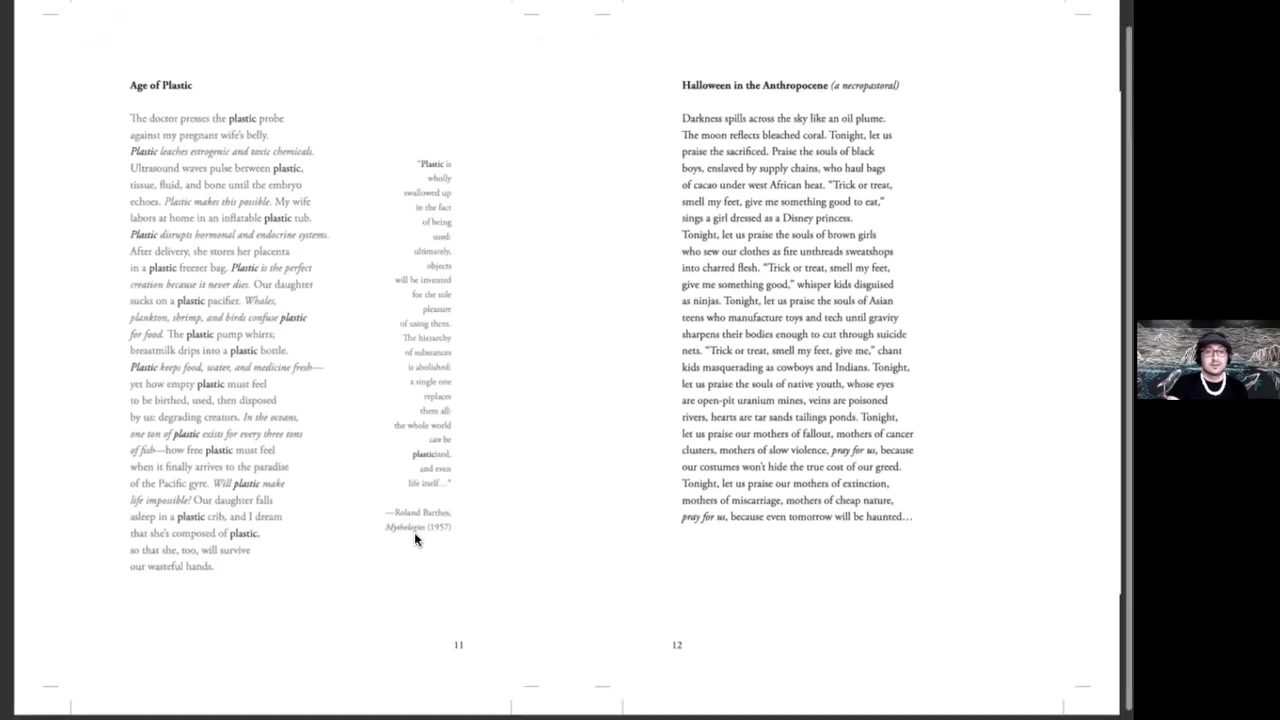 Age of Plastic
The doctor presses the plastic probe
against my pregnant wife's belly.
Plastic leaches estrogenic and toxic chemicals.
Ultrasound waves pulse between plastic,
tissue, fluid, and bone until the embryo
echoes. Plastic makes this possible. My wife
labors at home in an inflatable plastic tub.
Plastic disrupts hormonal and endocrine systems.
After delivery, she stores her placenta
in a plastic freezer bag. Plastic is the perfect
creation because it never dies. Our daughter
sucks on a plastic pacifier. Whales,
plankton, shrimp, and birds confuse plastic
for food. The plastic pump whirrs;
breastmilk drips into a plastic bottle.
Plastic keeps food, water, and medicine fresh—
yet how empty plastic must feel
to be birthed, used, then disposed
by us: degrading creators. In the oceans,
one ton of plastic exists for every three tons
of fish—how free plastic must feel
when it finally arrives to the paradise
of the Pacific gyre. Will plastic make
life impossible? Our daughter falls
asleep in a plastic crib, and I dream
that she's composed of plastic,
so that she, too, will survive
our wasteful hands.
"Plastic is
wholly
swallowed up
in the fact
of being
used:
ultimately,
objects
will be invented
for the sole
pleasure
of using them.
The hierarchy
of substances
is abolished:
a single one
replaces
them all:
the whole world
can be
plasticized,
and even
life itself…"
—Roland Barthes,
Mythologies (1957)
11
Halloween in the Anthropocene (a necropastoral)
Darkness spills across the sky like an oil plume.
The moon reflects bleached coral. Tonight, let us
praise the sacrificed. Praise the souls of black
boys, enslaved by supply chains, who haul bags
of cacao under west African heat. "Trick or treat,
smell my feet, give me something good to eat,"
sings a girl dressed as a Disney princess.
Tonight, let us praise the souls of brown girls
who sew our clothes as fire unthreads sweatshops
into charred flesh. "Trick or treat, smell my feet,
give me something good," whisper kids disguised
as ninjas. Tonight, let us praise the souls of Asian
teens who manufacture toys and tech until gravity
sharpens their bodies enough to cut through suicide
nets. "Trick or treat, smell my feet, give me," chant
kids masquerading as cowboys and Indians. Tonight,
let us praise the souls of native youth, whose eyes
are open-pit uranium mines, veins are poisoned
rivers, hearts are tar sands tailings ponds. Tonight,
let us praise our mothers of fallout, mothers of cancer
clusters, mothers of slow violence, pray for us, because
our costumes won't hide the true cost of our greed.
Tonight, let us praise our mothers of extinction,
mothers of miscarriage, mothers of cheap nature,
pray for us, because even tomorrow will be haunted…
12